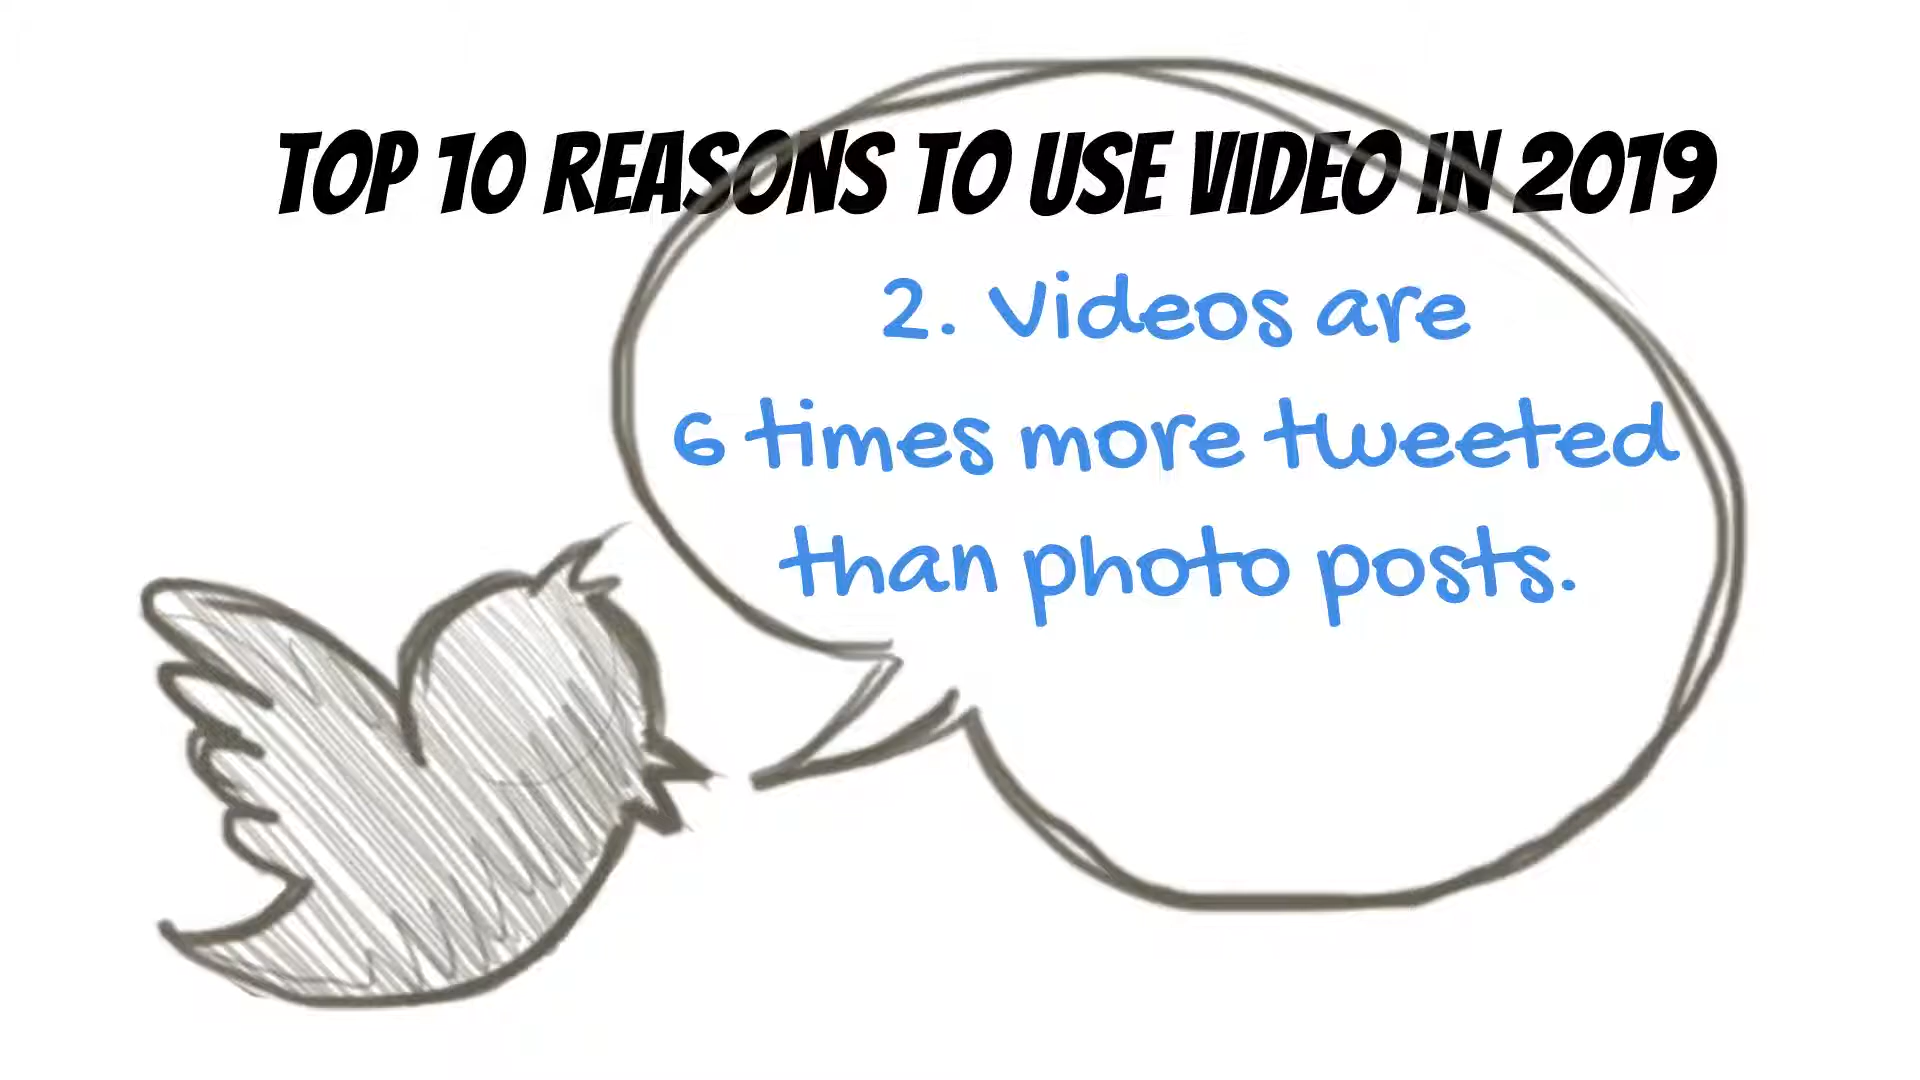 TOP 10 REASONS TO USE VIDEO IN 2019
2. Videos are
6 times more tweeted
than photo posts.